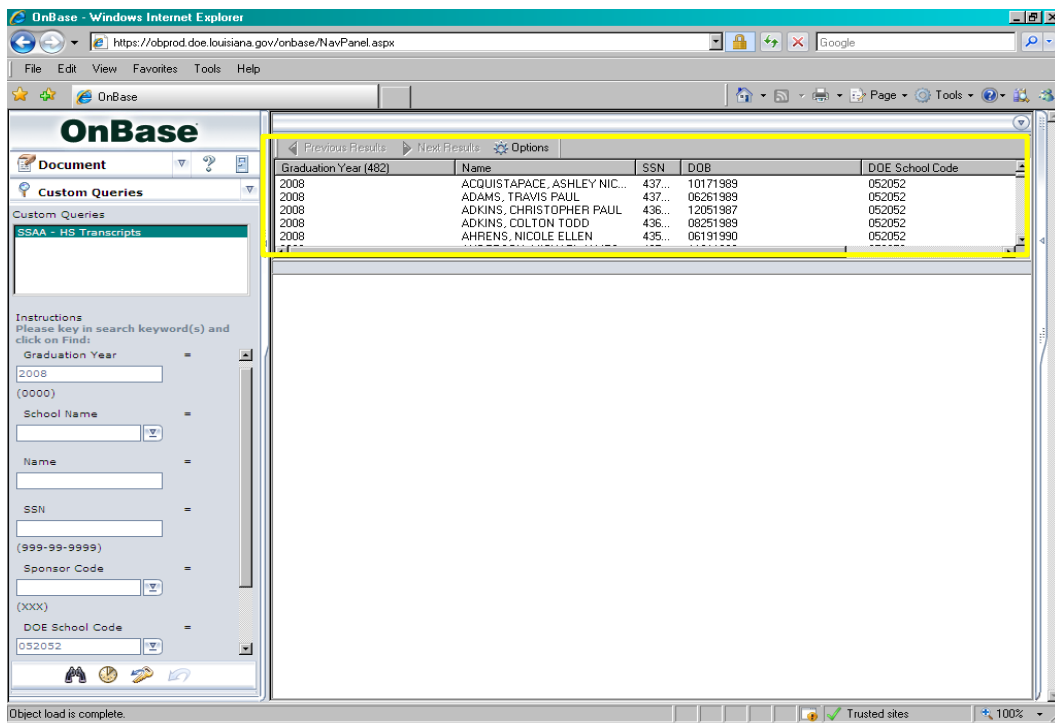 OnBase - Windows Internet Explorer
https://obprod.doe.louisiana.gov/onbase/NavPanel.aspx
Google
File Edit View Favorites Tools Help
OnBase
Page Tools
OnBase
Document
Custom Queries
Custom Queries
SSAA - HS Transcripts
Instructions
Please key in search keyword(s) and
click on Find:
Graduation Year =
2008
(0000)
School Name =
Name =
SSN =
(999-99-9999)
Sponsor Code =
(XXX)
DOE School Code =
052052
Previous Results Next Results Options
Graduation Year (482) Name SSN DOB DOE School Code
2008 ACQUISTAPACE, ASHLEY NIC... 437... 10171989 052052
2008 ADAMS, TRAVIS PAUL 437... 06261989 052052
2008 ADKINS, CHRISTOPHER PAUL 436... 12051987 052052
2008 ADKINS, COLTON TODD 436... 08251989 052052
2008 AHRENS, NICOLE ELLEN 435... 06191990 052052
Object load is complete.
Trusted sites
100%